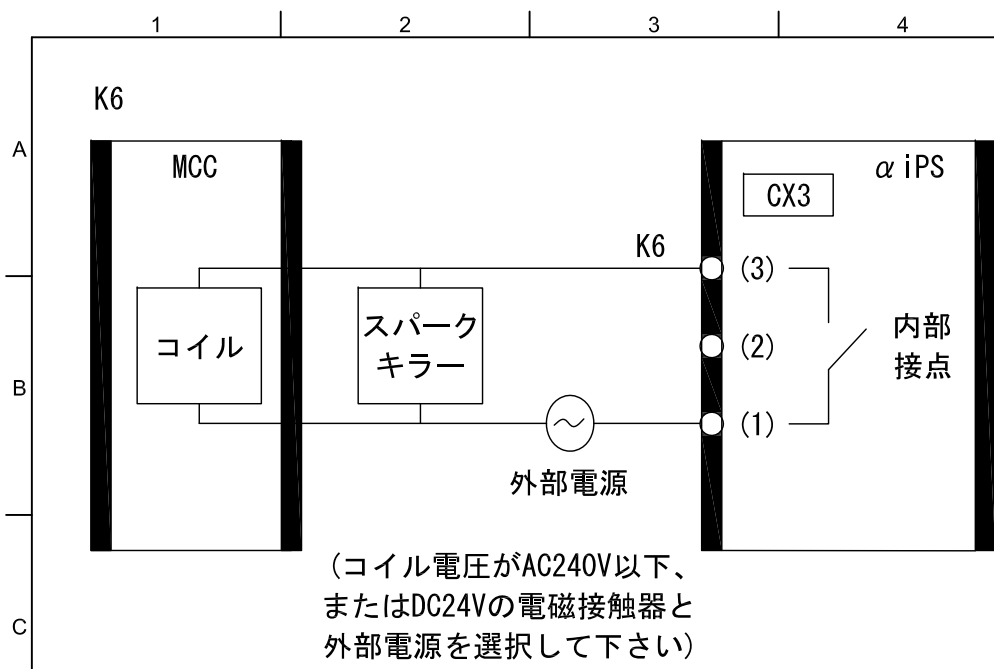 1 2 3 4
K6
A
MCC
α iPS
CX3
K6
(3)
コイル
スパーク
キラー
(2)
内部
接点
B
(1)
外部電源
(コイル電圧がAC240V以下、
またはDC24Vの電磁接触器と
外部電源を選択して下さい)
C